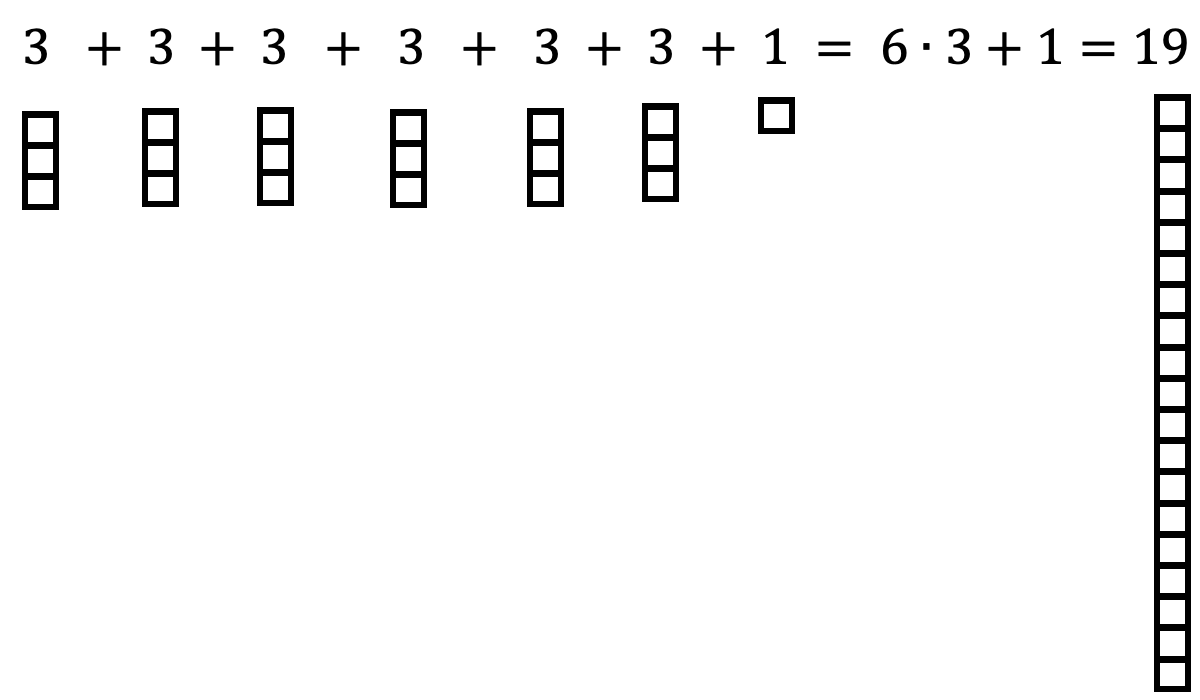 3 + 3 + 3 + 3 + 3 + 3 + 1 = 6 · 3 + 1 = 19